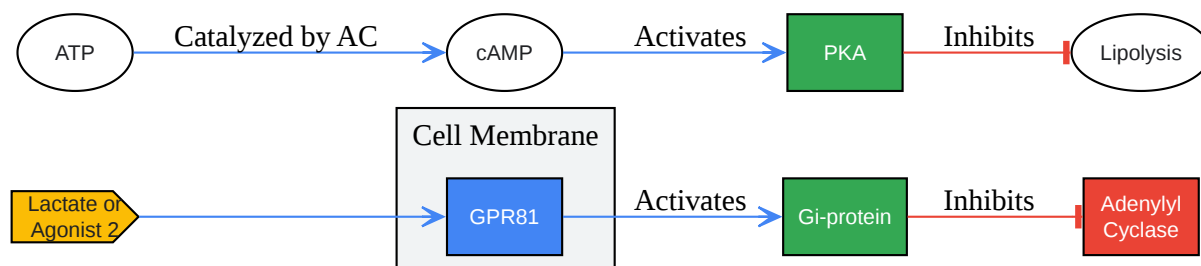 ATP
Catalyzed by AC
cAMP
Activates
PKA
Inhibits
Lipolysis
Cell Membrane
Lactate or
Agonist 2
GPR81
Activates
Gi-protein
Inhibits
Adenylyl
Cyclase